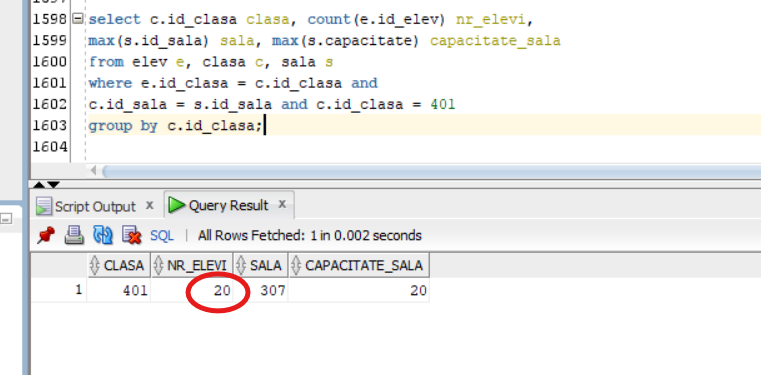 1598 select c.id_clasa clasa, count(e.id_elev) nr_elevi,
1599 max(s.id_sala) sala, max(s.capacitate) capacitate_sala
1600 from elev e, clasa c, sala s
1601 where e.id_clasa = c.id_clasa and
1602 c.id_sala = s.id_sala and c.id_clasa = 401
1603 group by c.id_clasa;
1604
Script Output x Query Result x
SQL | All Rows Fetched: 1 in 0.002 seconds
CLASA NR_ELEVI SALA CAPACITATE_SALA
1 401 20 307 20